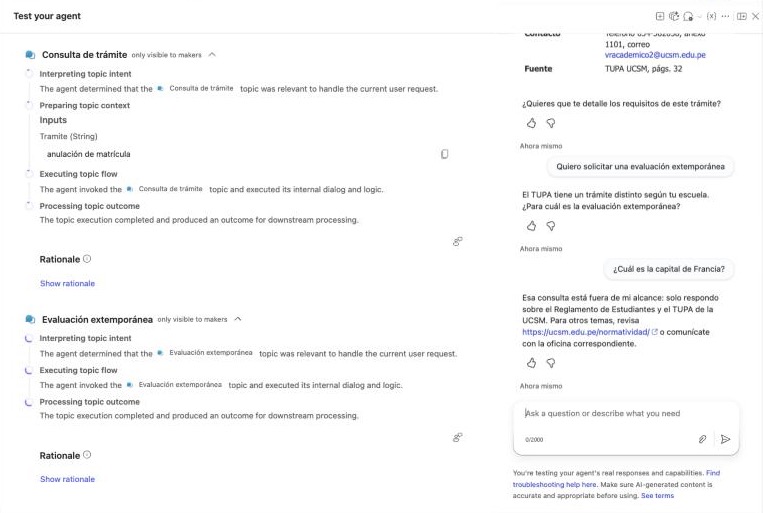 Test your agent
Consulta de trámite only visible to makers
Interpreting topic intent
The agent determined that the Consulta de trámite topic was relevant to handle the current user request.
Preparing topic context
Inputs
Tramite (String)
anulación de matrícula
Executing topic flow
The agent invoked the Consulta de trámite topic and executed its internal dialog and logic.
Processing topic outcome
The topic execution completed and produced an outcome for downstream processing.
Rationale
Show rationale
Evaluación extemporánea only visible to makers
Interpreting topic intent
The agent determined that the Evaluación extemporánea topic was relevant to handle the current user request.
Executing topic flow
The agent invoked the Evaluación extemporánea topic and executed its internal dialog and logic.
Processing topic outcome
The topic execution completed and produced an outcome for downstream processing.
Rationale
Show rationale
Contacto
1101, correo
vracademico2@ucsm.edu.pe
Fuente TUPA UCSM, págs. 32
¿Quieres que te detalle los requisitos de este trámite?
Ahora mismo
Quiero solicitar una evaluación extemporánea
El TUPA tiene un trámite distinto según tu escuela.
¿Para cuál es la evaluación extemporánea?
Ahora mismo
¿Cuál es la capital de Francia?
Esa consulta está fuera de mi alcance: solo respondo
sobre el Reglamento de Estudiantes y el TUPA de la
UCSM. Para otros temas, revisa
https://ucsm.edu.pe/normatividad/ o comunícate
con la oficina correspondiente.
Ahora mismo
Ask a question or describe what you need
0/2000
You're testing your agent's real responses and capabilities. Find
troubleshooting help here. Make sure AI-generated content is
accurate and appropriate before using. See terms